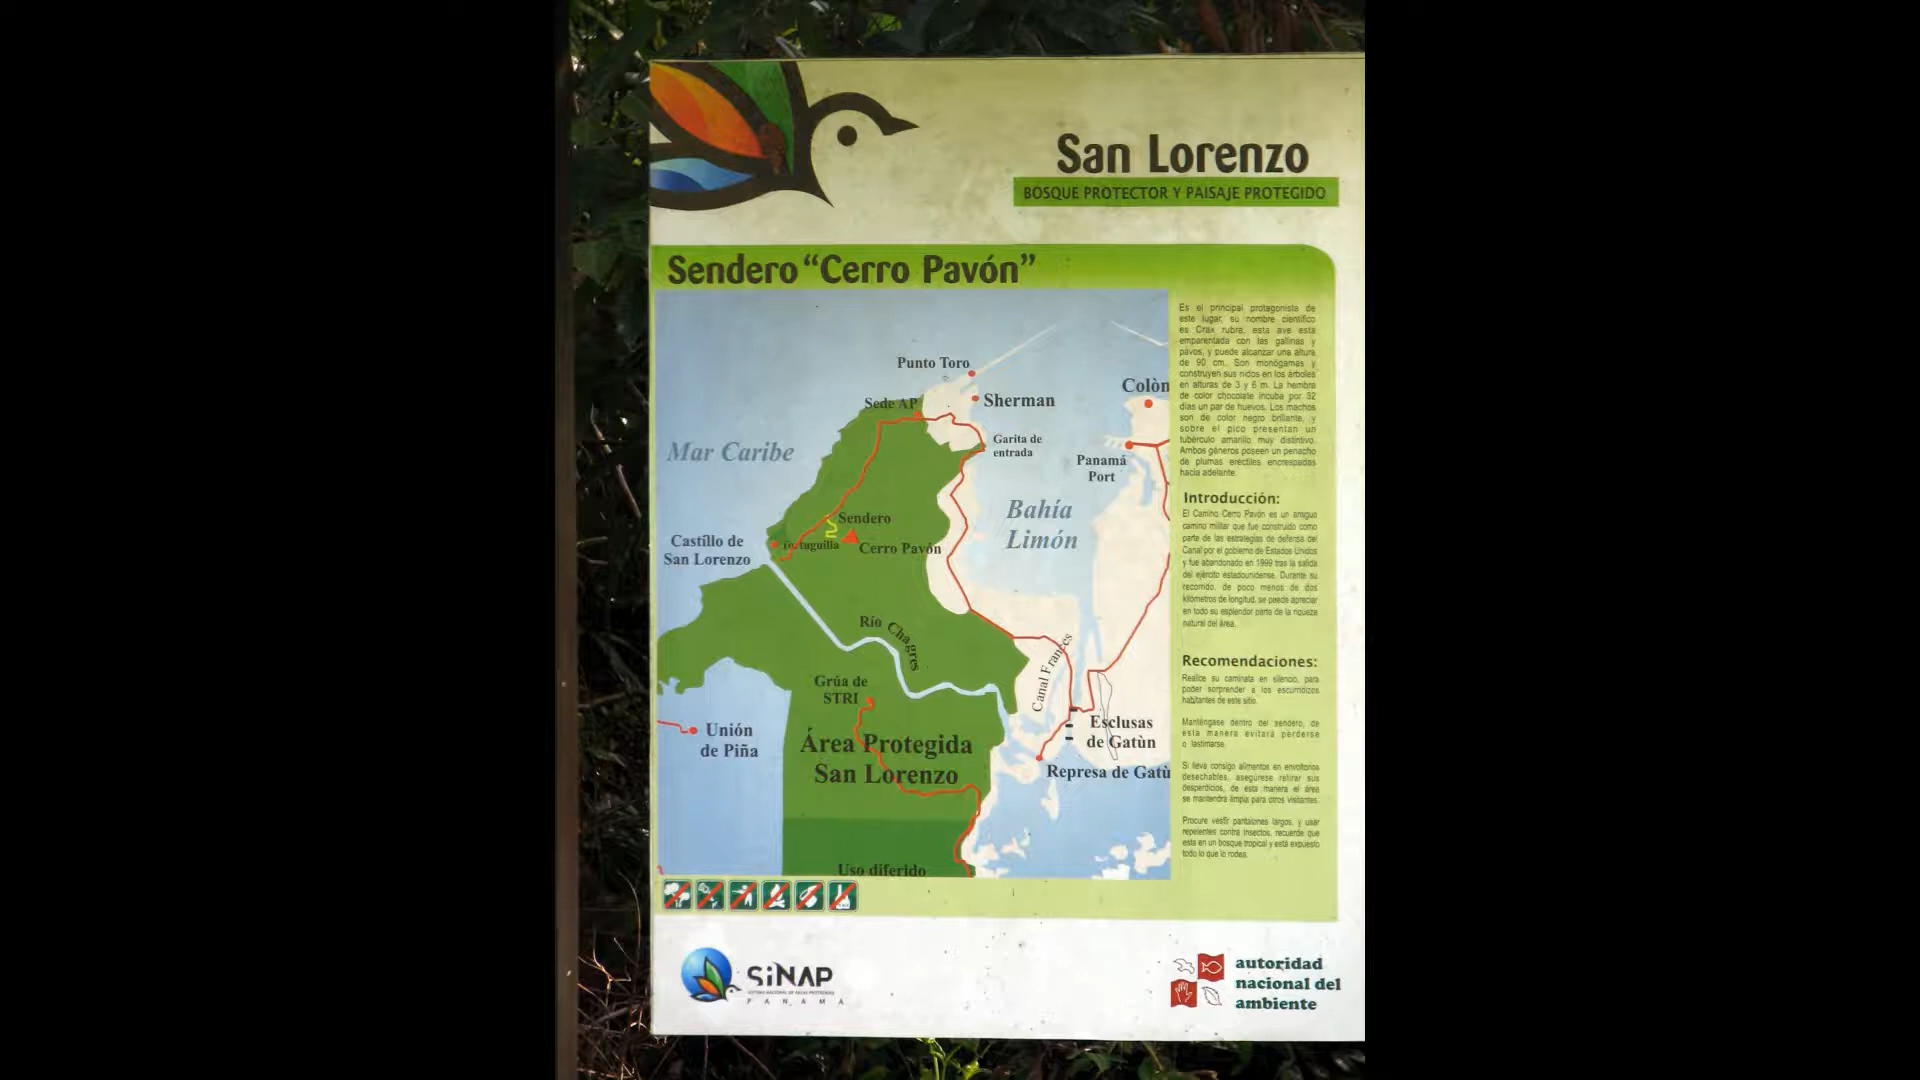 San Lorenzo
BOSQUE PROTECTOR Y PAISAJE PROTEGIDO
Sendero “Cerro Pavón”
Punto Toro
Colòn
Sede AP
Sherman
Mar Caribe
Garita de
entrada
Panamá
Port
Bahía
Limón
Sendero
Castíllo de
San Lorenzo
Tortuguilla
Cerro Pavón
Río Chagres
Canal Francés
Grúa de
STRI
Unión
de Piña
Área Protegida
San Lorenzo
Esclusas
de Gatùn
Represa de Gatù
Uso diferido
Es el principal protagonista de
este lugar, su nombre científico
es Crax rubra, esta ave esta
emparentada con las gallinas y
pavos, y puede alcanzar una altura
de 90 cm. Son monógamas y
construyen sus nidos en los árboles
en alturas de 3 y 6 m. La hembra
de color chocolate incuba por 32
días un par de huevos. Los machos
son de color negro brillante, y
sobre el pico presentan un
tubérculo amarillo muy distintivo.
Ambos géneros poseen un penacho
de plumas eréctiles encrespadas
hacia adelante.
Introducción:
El Camino Cerro Pavón es un antiguo
camino militar que fue construido como
parte de las estrategias de defensa del
Canal por el gobierno de Estados Unidos
y fue abandonado en 1999 tras la salida
del ejército estadounidense. Durante su
recorrido, de poco menos de dos
kilómetros de longitud, se puede apreciar
en todo su esplendor parte de la riqueza
natural del área.
Recomendaciones:
Realice su caminata en silencio, para
poder sorprender a los escurridizos
habitantes de este sitio.
Manténgase dentro del sendero, de
esta manera evitará perderse
o lastimarse.
Si lleva consigo alimentos en envoltorios
desechables, asegúrese retirar sus
desperdicios, de esta manera el área
se mantendrá limpia para otros visitantes.
Procure vestir pantalones largos, y usar
repelentes contra insectos, recuerde que
esta en un bosque tropical y está expuesto
todo lo que lo rodea.
SiNAP
SISTEMA NACIONAL DE ÁREAS PROTEGIDAS
PANAMÁ
autoridad
nacional del
ambiente